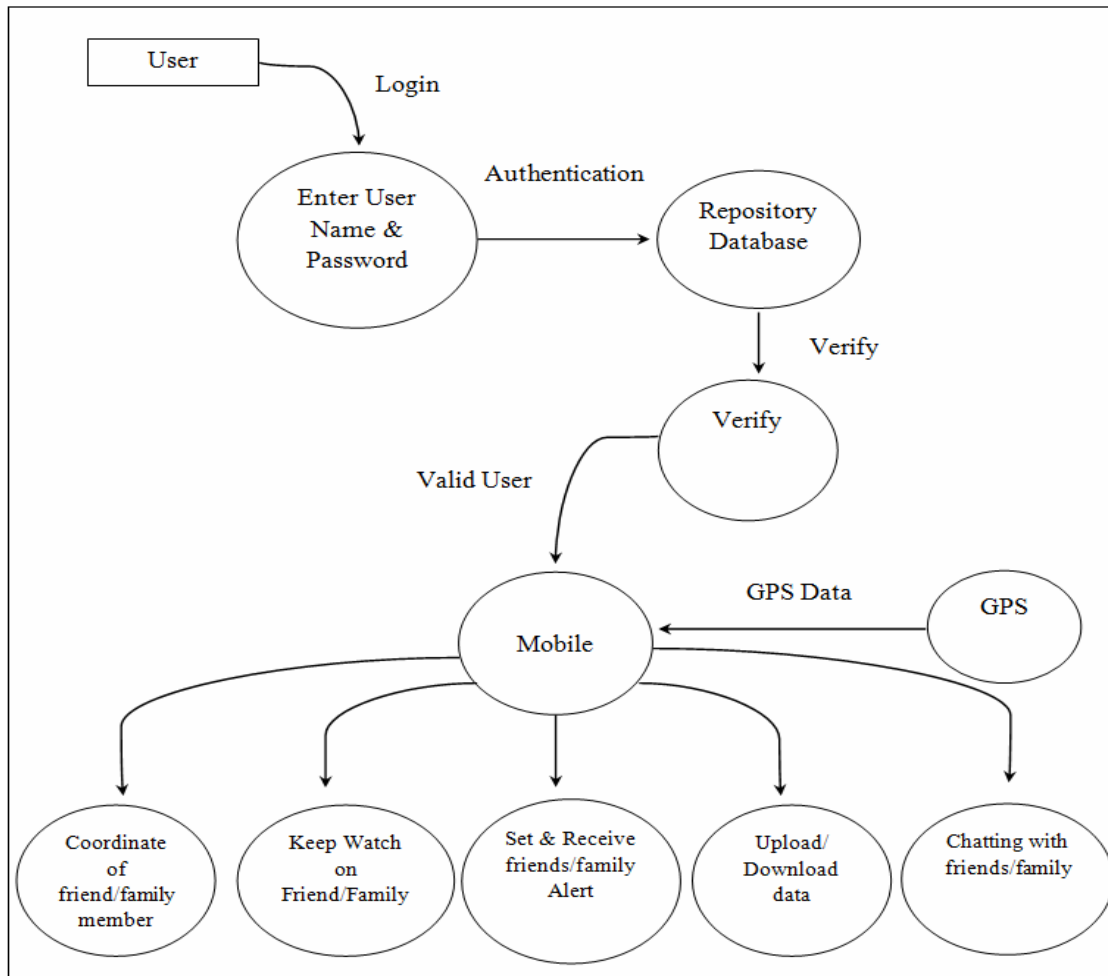 User
Login
Enter User
Name &
Password
Authentication
Repository
Database
Verify
Verify
Valid User
Mobile
GPS Data
GPS
Coordinate
of
friend/family
member
Keep Watch
on
Friend/Family
Set & Receive
friends/family
Alert
Upload/
Download
data
Chatting with
friends/family